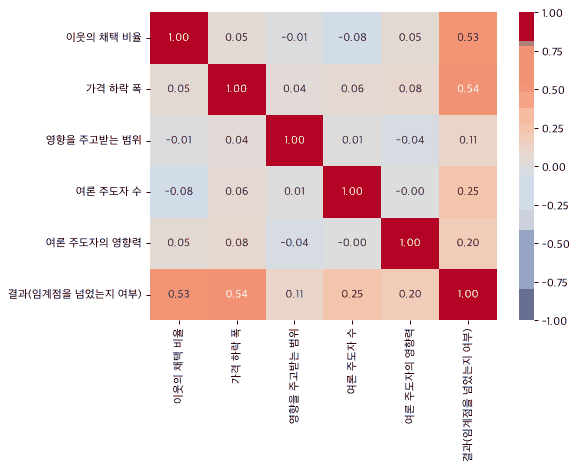 이웃의 채택 비율 1.00 0.05 -0.01 -0.08 0.05 0.53
가격 하락 폭 0.05 1.00 0.04 0.06 0.08 0.54
영향을 주고받는 범위 -0.01 0.04 1.00 0.01 -0.04 0.11
여론 주도자 수 -0.08 0.06 0.01 1.00 -0.00 0.25
여론 주도자의 영향력 0.05 0.08 -0.04 -0.00 1.00 0.20
결과(임계점을 넘었는지 여부) 0.53 0.54 0.11 0.25 0.20 1.00
이웃의 채택 비율
가격 하락 폭
영향을 주고받는 범위
여론 주도자 수
여론 주도자의 영향력
결과(임계점을 넘었는지 여부)
1.00
0.75
0.50
0.25
0.00
-0.25
-0.50
-0.75
-1.00